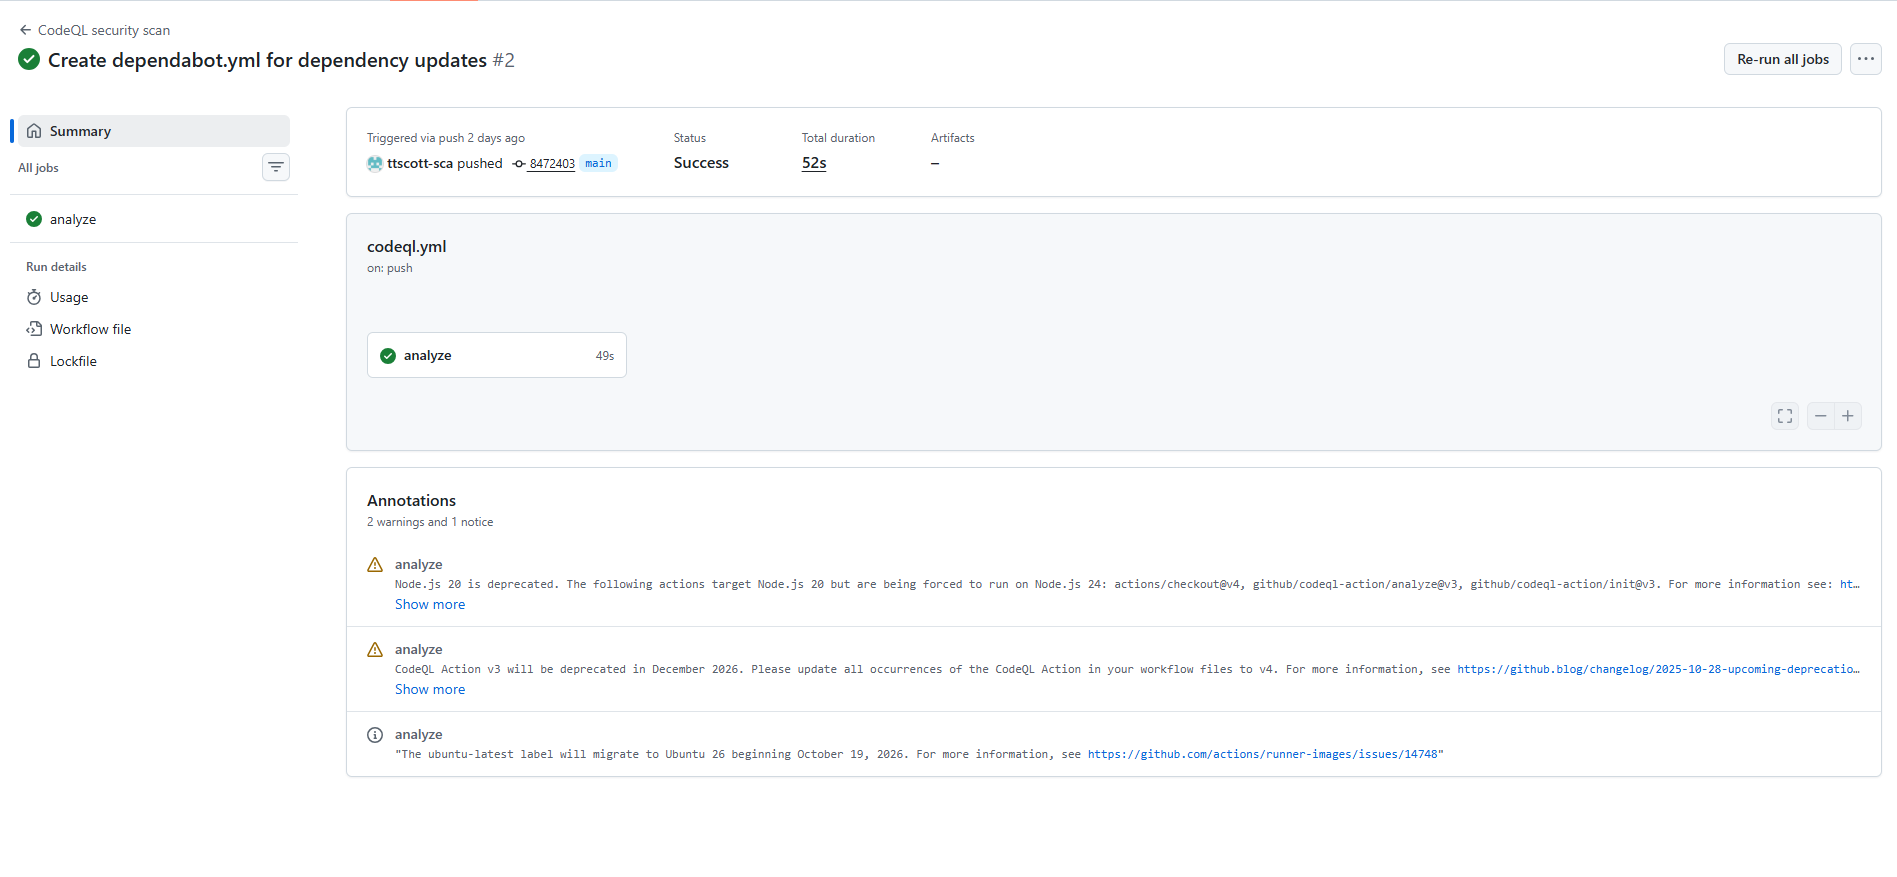 CodeQL security scan
Create dependabot.yml for dependency updates #2
Re-run all jobs
Summary
All jobs
analyze
Run details
Usage
Workflow file
Lockfile
Triggered via push 2 days ago
ttscott-sca pushed 8472403 main
Status
Success
Total duration
52s
Artifacts
–
codeql.yml
on: push
analyze 49s
Annotations
2 warnings and 1 notice
analyze
Node.js 20 is deprecated. The following actions target Node.js 20 but are being forced to run on Node.js 24: actions/checkout@v4, github/codeql-action/analyze@v3, github/codeql-action/init@v3. For more information see: ht…
Show more
analyze
CodeQL Action v3 will be deprecated in December 2026. Please update all occurrences of the CodeQL Action in your workflow files to v4. For more information, see https://github.blog/changelog/2025-10-28-upcoming-deprecatio…
Show more
analyze
"The ubuntu-latest label will migrate to Ubuntu 26 beginning October 19, 2026. For more information, see https://github.com/actions/runner-images/issues/14748"